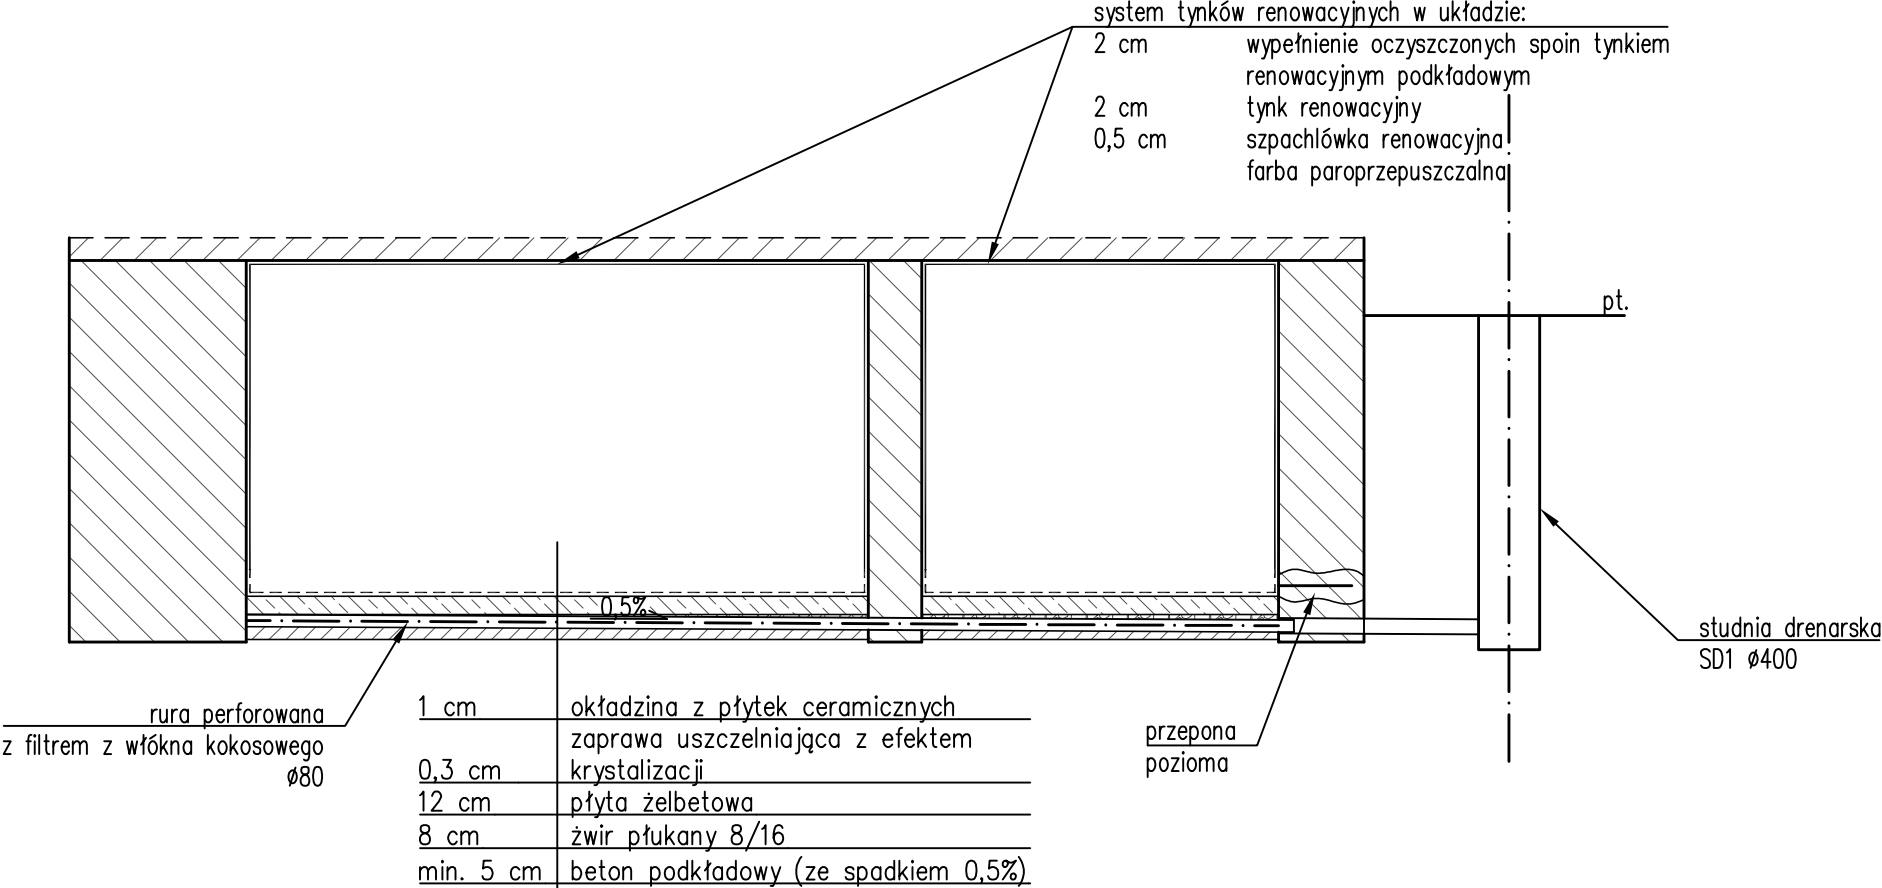 system tynków renowacyjnych w układzie:
2 cm wypełnienie oczyszczonych spoin tynkiem
renowacyjnym podkładowym
2 cm tynk renowacyjny
0,5 cm szpachlówka renowacyjna
farba paroprzepuszczalna
pt.
0,5%
studnia drenarska
SD1 ø400
rura perforowana
z filtrem z włókna kokosowego
ø80
1 cm okładzina z płytek ceramicznych
zaprawa uszczelniająca z efektem
0,3 cm krystalizacji
12 cm płyta żelbetowa
8 cm żwir płukany 8/16
min. 5 cm beton podkładowy (ze spadkiem 0,5%)
przepona
pozioma